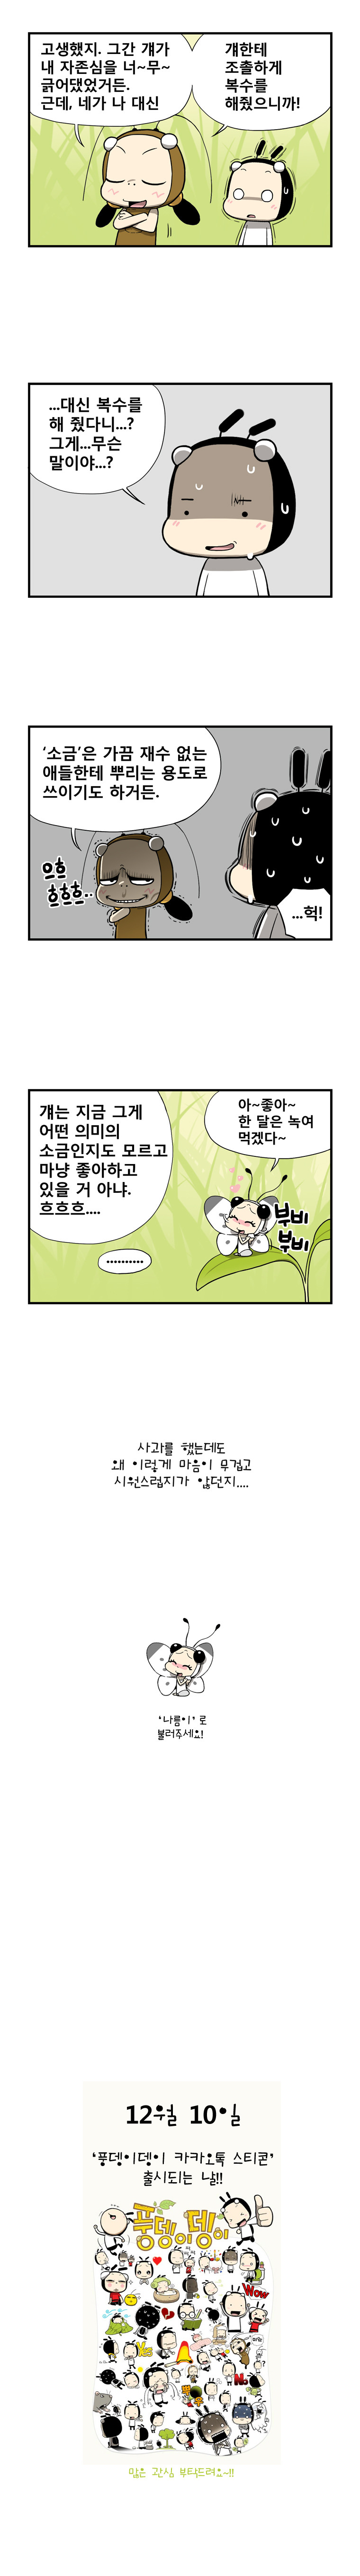 고생했지. 그간 걔가
내 자존심을 너~무~
긁어댔었거든.
근데, 네가 나 대신
걔한테
조촐하게
복수를
해줬으니까!
...대신 복수를
해 줬다니...?
그게...무슨
말이야...?
‘소금’은 가끔 재수 없는
애들한테 뿌리는 용도로
쓰이기도 하거든.
으흐
흐흐흐..
...헉!
걔는 지금 그게
어떤 의미의
소금인지도 모르고
마냥 좋아하고
있을 거 아냐.
흐흐흐....
아~좋아~
한 달은 녹여
먹겠다~
부비
부비
..........
사과를 했는데도
왜 이렇게 마음이 무겁고
시원스럽지가 않던지....
‘나름이’ 로
불러주세요!
12월 10일
‘풍뎅이뎅이 카카오톡 스티콘’
출시되는 날!!
풍뎅이뎅이
Wow
Yes
No
많은 관심 부탁드려요~!!